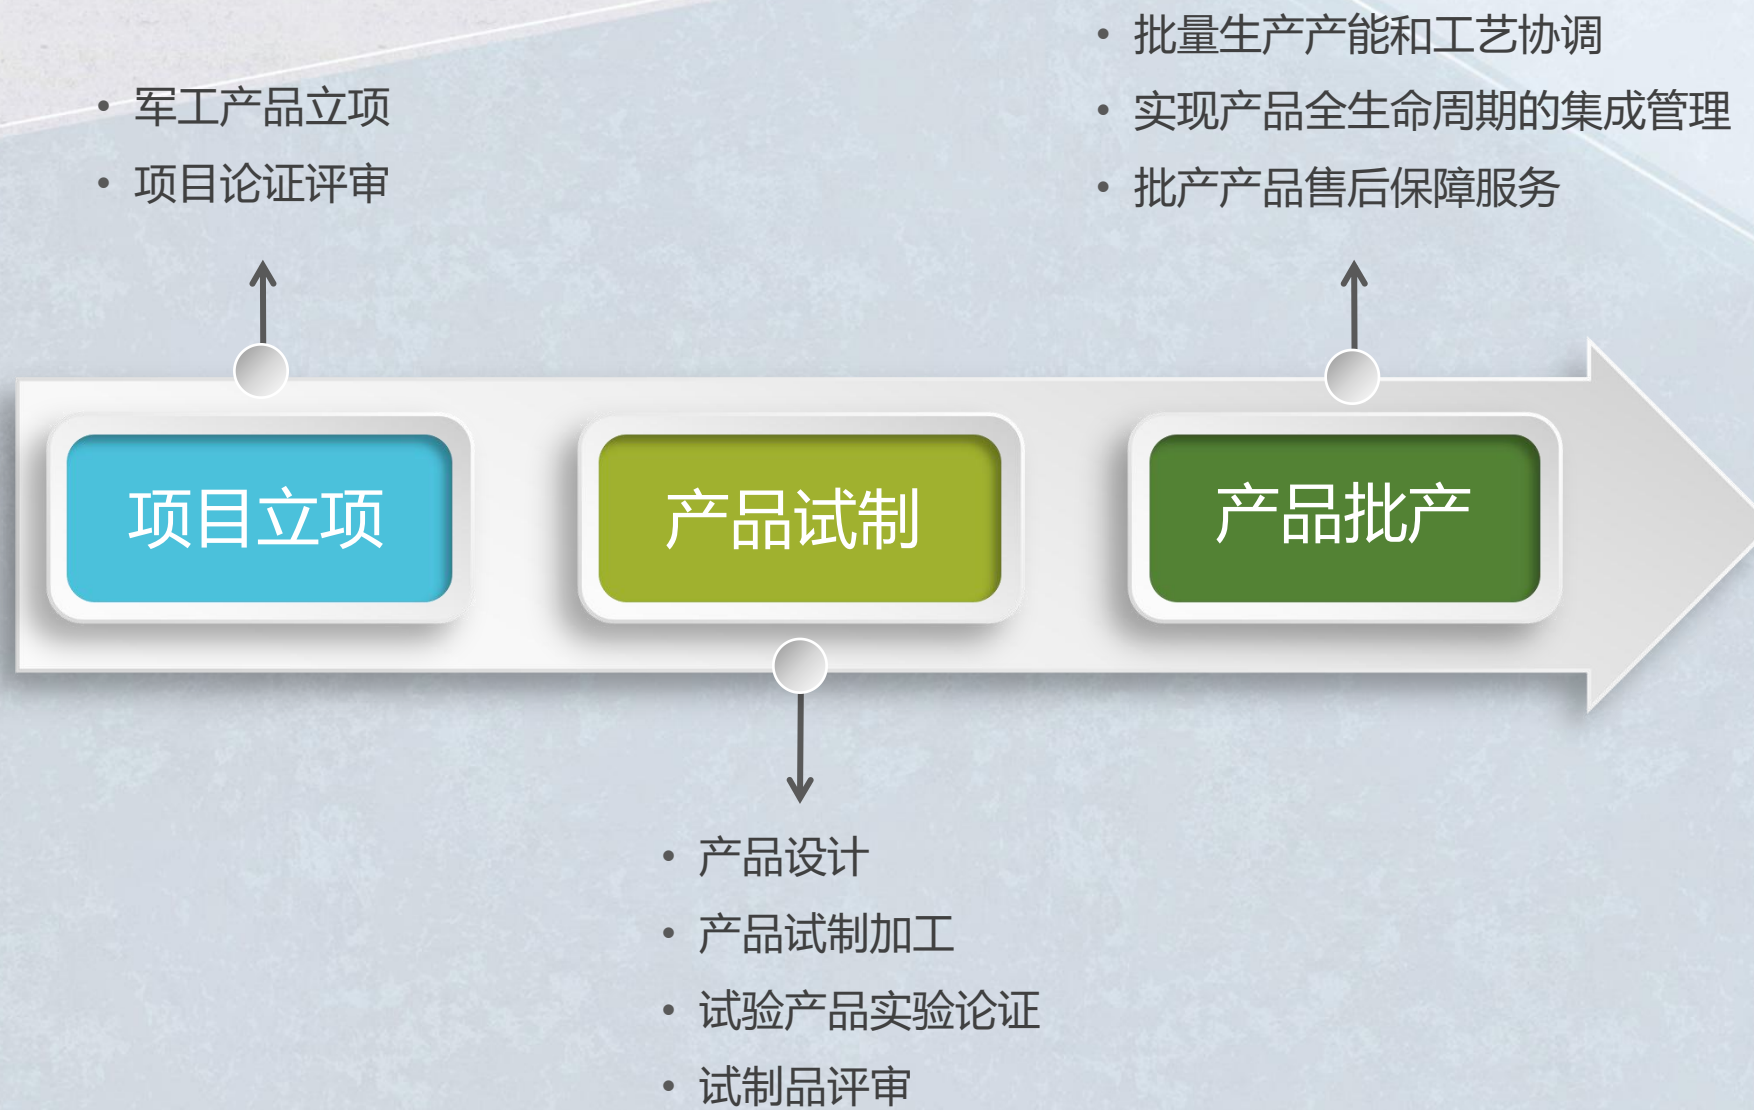 • 军工产品立项
• 项目论证评审
• 批量生产产能和工艺协调
• 实现产品全生命周期的集成管理
• 批产产品售后保障服务
项目立项
产品试制
产品批产
• 产品设计
• 产品试制加工
• 试验产品实验论证
• 试制品评审